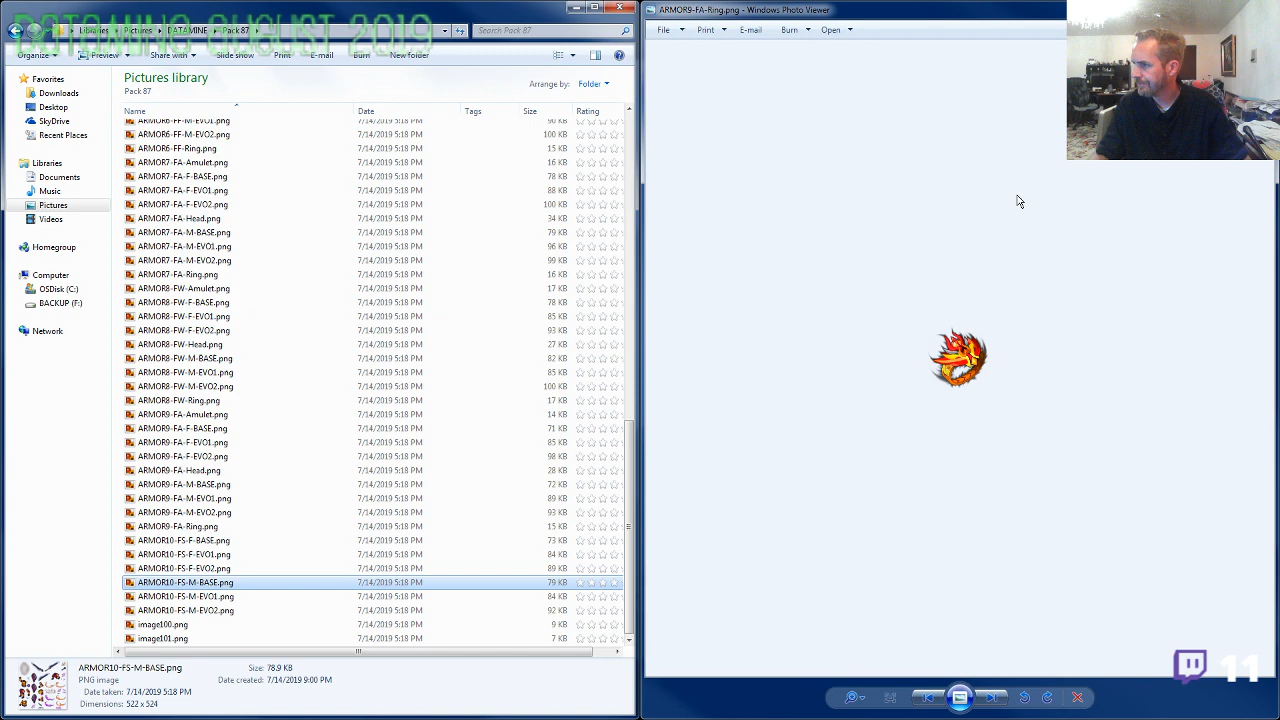 DATAMINE AUGUST 2019
Libraries ▸ Pictures ▸ DATAMINE ▸ Pack 87 ▸
Search Pack 87
Organize Preview Share with Slide show Print E-mail Burn New folder
Favorites
Downloads
Desktop
SkyDrive
Recent Places
Libraries
Documents
Music
Pictures
Videos
Homegroup
Computer
OSDisk (C:)
BACKUP (F:)
Network
Pictures library
Pack 87
Arrange by: Folder
Name Date Tags Size Rating
ARMOR6-FF-M-EVO1.png 7/14/2019 5:18 PM 90 KB
ARMOR6-FF-M-EVO2.png 7/14/2019 5:18 PM 100 KB
ARMOR6-FF-Ring.png 7/14/2019 5:18 PM 15 KB
ARMOR7-FA-Amulet.png 7/14/2019 5:18 PM 16 KB
ARMOR7-FA-F-BASE.png 7/14/2019 5:18 PM 78 KB
ARMOR7-FA-F-EVO1.png 7/14/2019 5:18 PM 88 KB
ARMOR7-FA-F-EVO2.png 7/14/2019 5:18 PM 100 KB
ARMOR7-FA-Head.png 7/14/2019 5:18 PM 34 KB
ARMOR7-FA-M-BASE.png 7/14/2019 5:18 PM 79 KB
ARMOR7-FA-M-EVO1.png 7/14/2019 5:18 PM 96 KB
ARMOR7-FA-M-EVO2.png 7/14/2019 5:18 PM 99 KB
ARMOR7-FA-Ring.png 7/14/2019 5:18 PM 16 KB
ARMOR8-FW-Amulet.png 7/14/2019 5:18 PM 17 KB
ARMOR8-FW-F-BASE.png 7/14/2019 5:18 PM 78 KB
ARMOR8-FW-F-EVO1.png 7/14/2019 5:18 PM 85 KB
ARMOR8-FW-F-EVO2.png 7/14/2019 5:18 PM 93 KB
ARMOR8-FW-Head.png 7/14/2019 5:18 PM 27 KB
ARMOR8-FW-M-BASE.png 7/14/2019 5:18 PM 82 KB
ARMOR8-FW-M-EVO1.png 7/14/2019 5:18 PM 85 KB
ARMOR8-FW-M-EVO2.png 7/14/2019 5:18 PM 100 KB
ARMOR8-FW-Ring.png 7/14/2019 5:18 PM 17 KB
ARMOR9-FA-Amulet.png 7/14/2019 5:18 PM 14 KB
ARMOR9-FA-F-BASE.png 7/14/2019 5:18 PM 71 KB
ARMOR9-FA-F-EVO1.png 7/14/2019 5:18 PM 85 KB
ARMOR9-FA-F-EVO2.png 7/14/2019 5:18 PM 98 KB
ARMOR9-FA-Head.png 7/14/2019 5:18 PM 28 KB
ARMOR9-FA-M-BASE.png 7/14/2019 5:18 PM 72 KB
ARMOR9-FA-M-EVO1.png 7/14/2019 5:18 PM 89 KB
ARMOR9-FA-M-EVO2.png 7/14/2019 5:18 PM 93 KB
ARMOR9-FA-Ring.png 7/14/2019 5:18 PM 15 KB
ARMOR10-FS-F-BASE.png 7/14/2019 5:18 PM 73 KB
ARMOR10-FS-F-EVO1.png 7/14/2019 5:18 PM 84 KB
ARMOR10-FS-F-EVO2.png 7/14/2019 5:18 PM 89 KB
ARMOR10-FS-M-BASE.png 7/14/2019 5:18 PM 79 KB
ARMOR10-FS-M-EVO1.png 7/14/2019 5:18 PM 84 KB
ARMOR10-FS-M-EVO2.png 7/14/2019 5:18 PM 92 KB
image100.png 7/14/2019 5:18 PM 9 KB
image101.png 7/14/2019 5:18 PM 7 KB
ARMOR10-FS-M-BASE.png Size: 78.9 KB
PNG image Date created: 7/14/2019 9:00 PM
Date taken: 7/14/2019 5:18 PM
Dimensions: 522 x 524
ARMOR9-FA-Ring.png - Windows Photo Viewer
File Print E-mail Burn Open
11